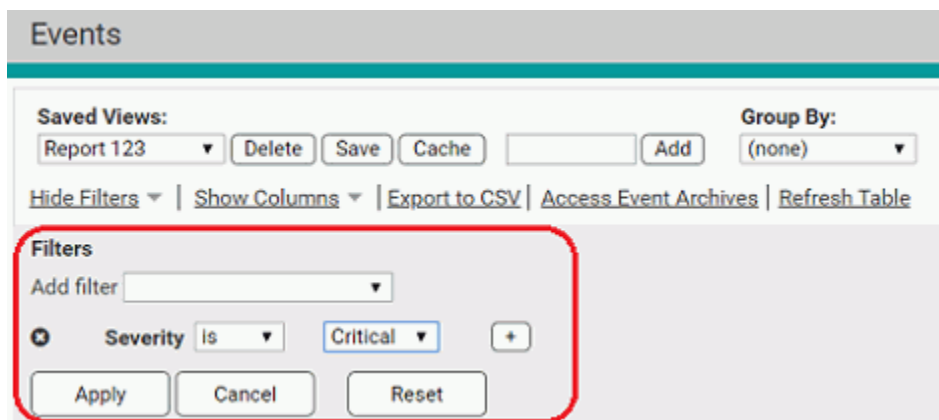 Events
Saved Views: Group By:
Report 123 Delete Save Cache Add (none)
Hide Filters | Show Columns | Export to CSV | Access Event Archives | Refresh Table
Filters
Add filter
Severity is Critical +
Apply Cancel Reset